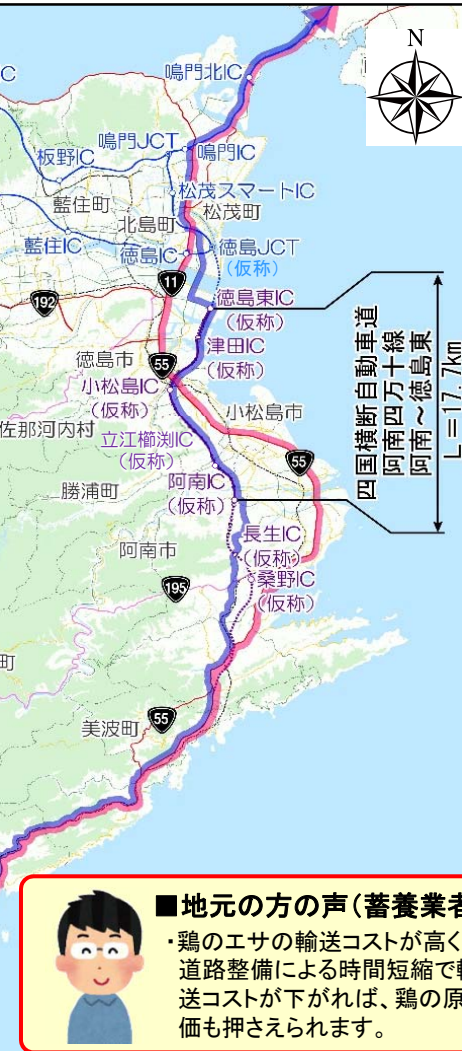 N
鳴門北IC
C
鳴門JCT
鳴門IC
板野IC
松茂スマートIC
藍住町
北島町
松茂町
藍住IC
徳島IC
徳島JCT
(仮称)
11
192
徳島東IC
(仮称)
津田IC
(仮称)
徳島市
55
小松島IC
(仮称)
小松島市
佐那河内村
立江櫛渕IC
(仮称)
55
勝浦町
阿南IC
(仮称)
長生IC
(仮称)
阿南市
桑野IC
(仮称)
195
町
55
美波町
四国横断自動車道
阿南四万十線
阿南～徳島東
L=17.7km
■地元の方の声(蓄養業者
・鶏のエサの輸送コストが高く
道路整備による時間短縮で輸
送コストが下がれば、鶏の原
価も押さえられます。